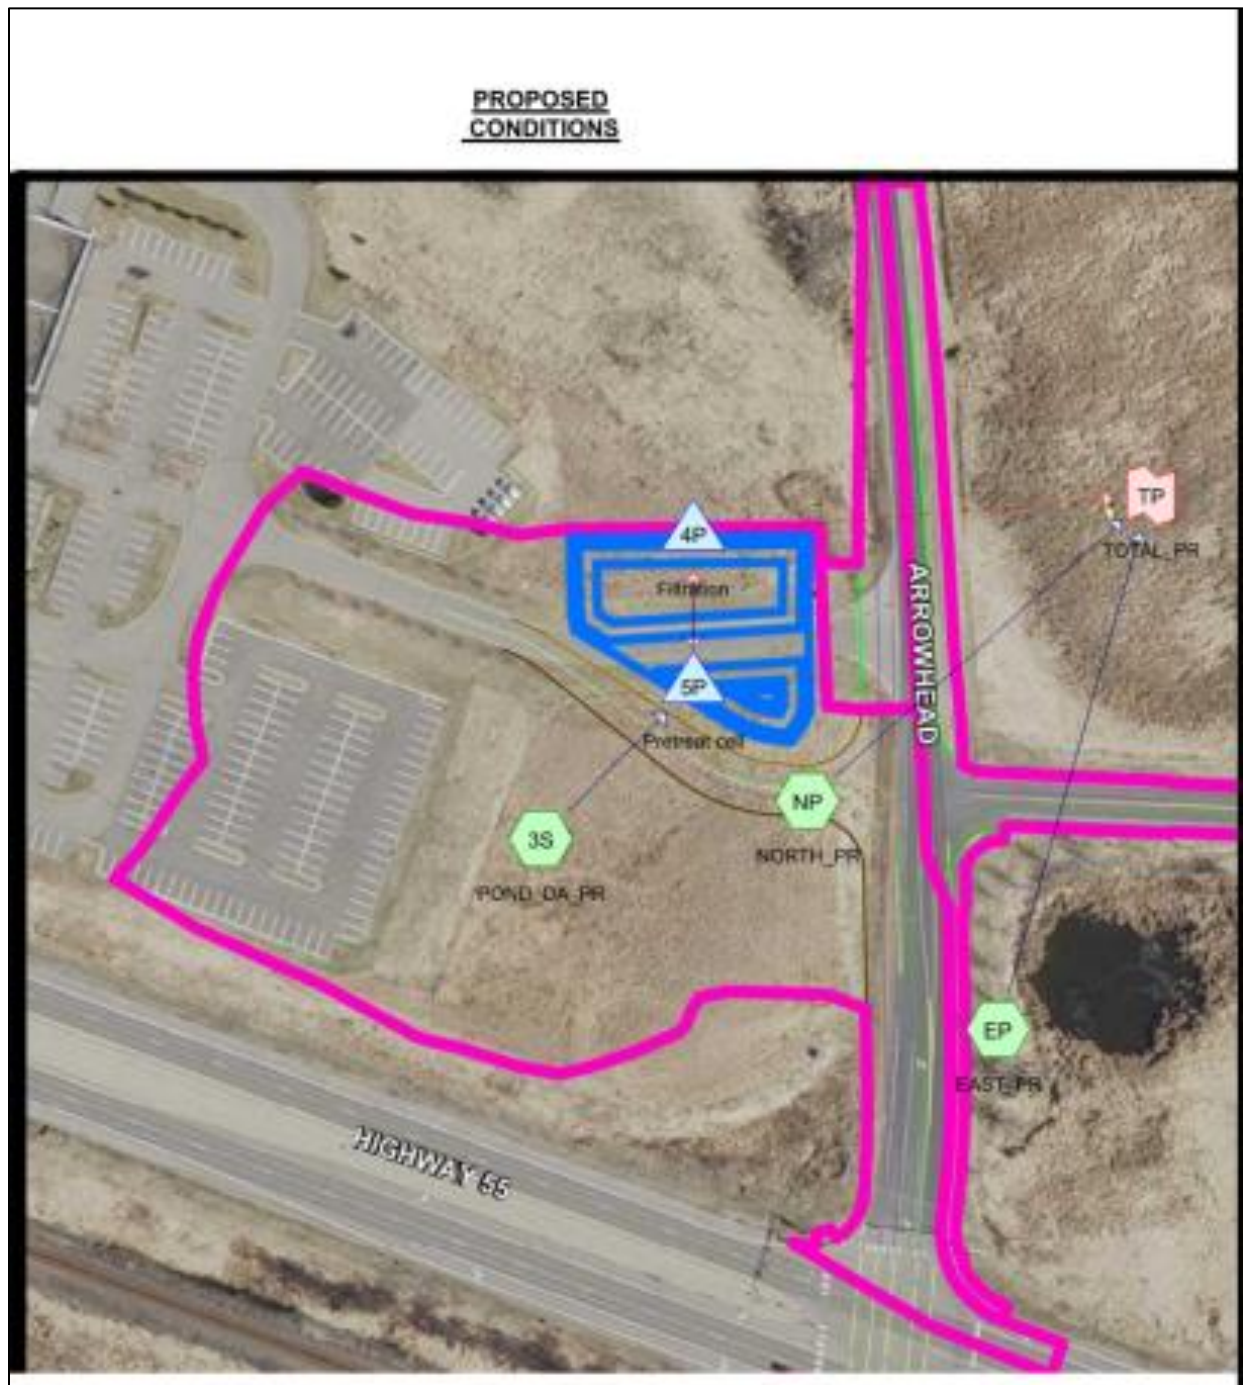 PROPOSED
CONDITIONS
TP
TOTAL_PR
4P
Filtration
ARROWHEAD
5P
Pretreat cell
NP
NORTH_PR
3S
POND_DA_PR
EP
EAST_PR
HIGHWAY 55